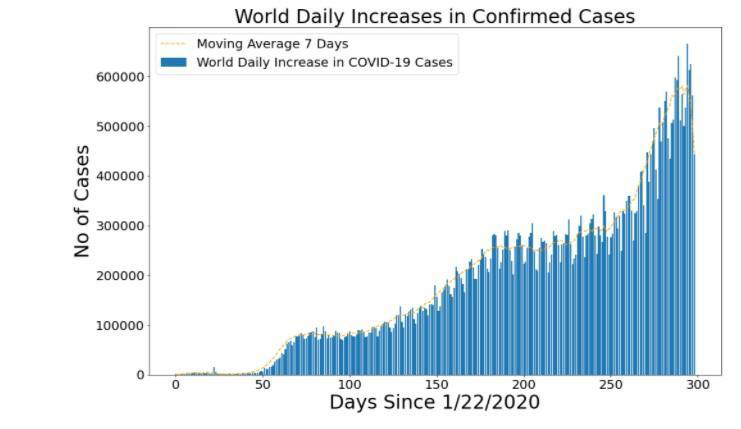 World Daily Increases in Confirmed Cases
Moving Average 7 Days
World Daily Increase in COVID-19 Cases
600000
500000
400000
300000
200000
100000
0
No of Cases
0 50 100 150 200 250 300
Days Since 1/22/2020